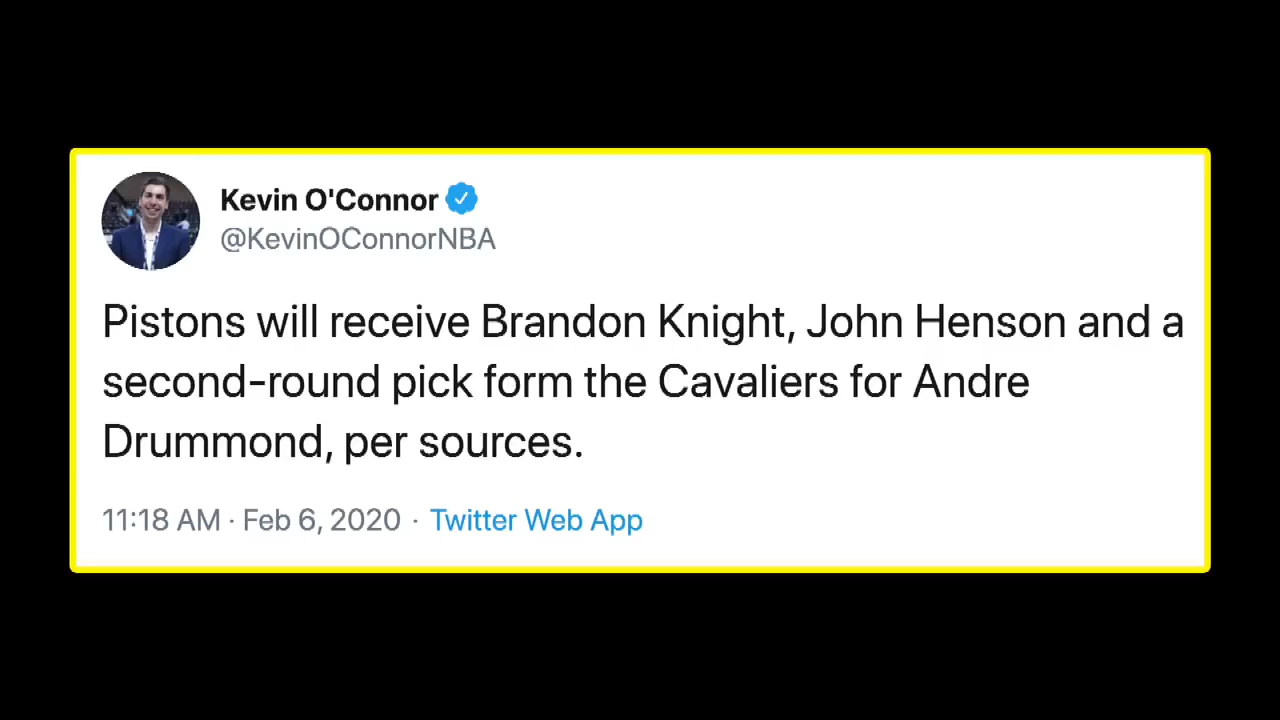 Kevin O'Connor
@KevinOConnorNBA
Pistons will receive Brandon Knight, John Henson and a
second-round pick form the Cavaliers for Andre
Drummond, per sources.
11:18 AM · Feb 6, 2020 · Twitter Web App